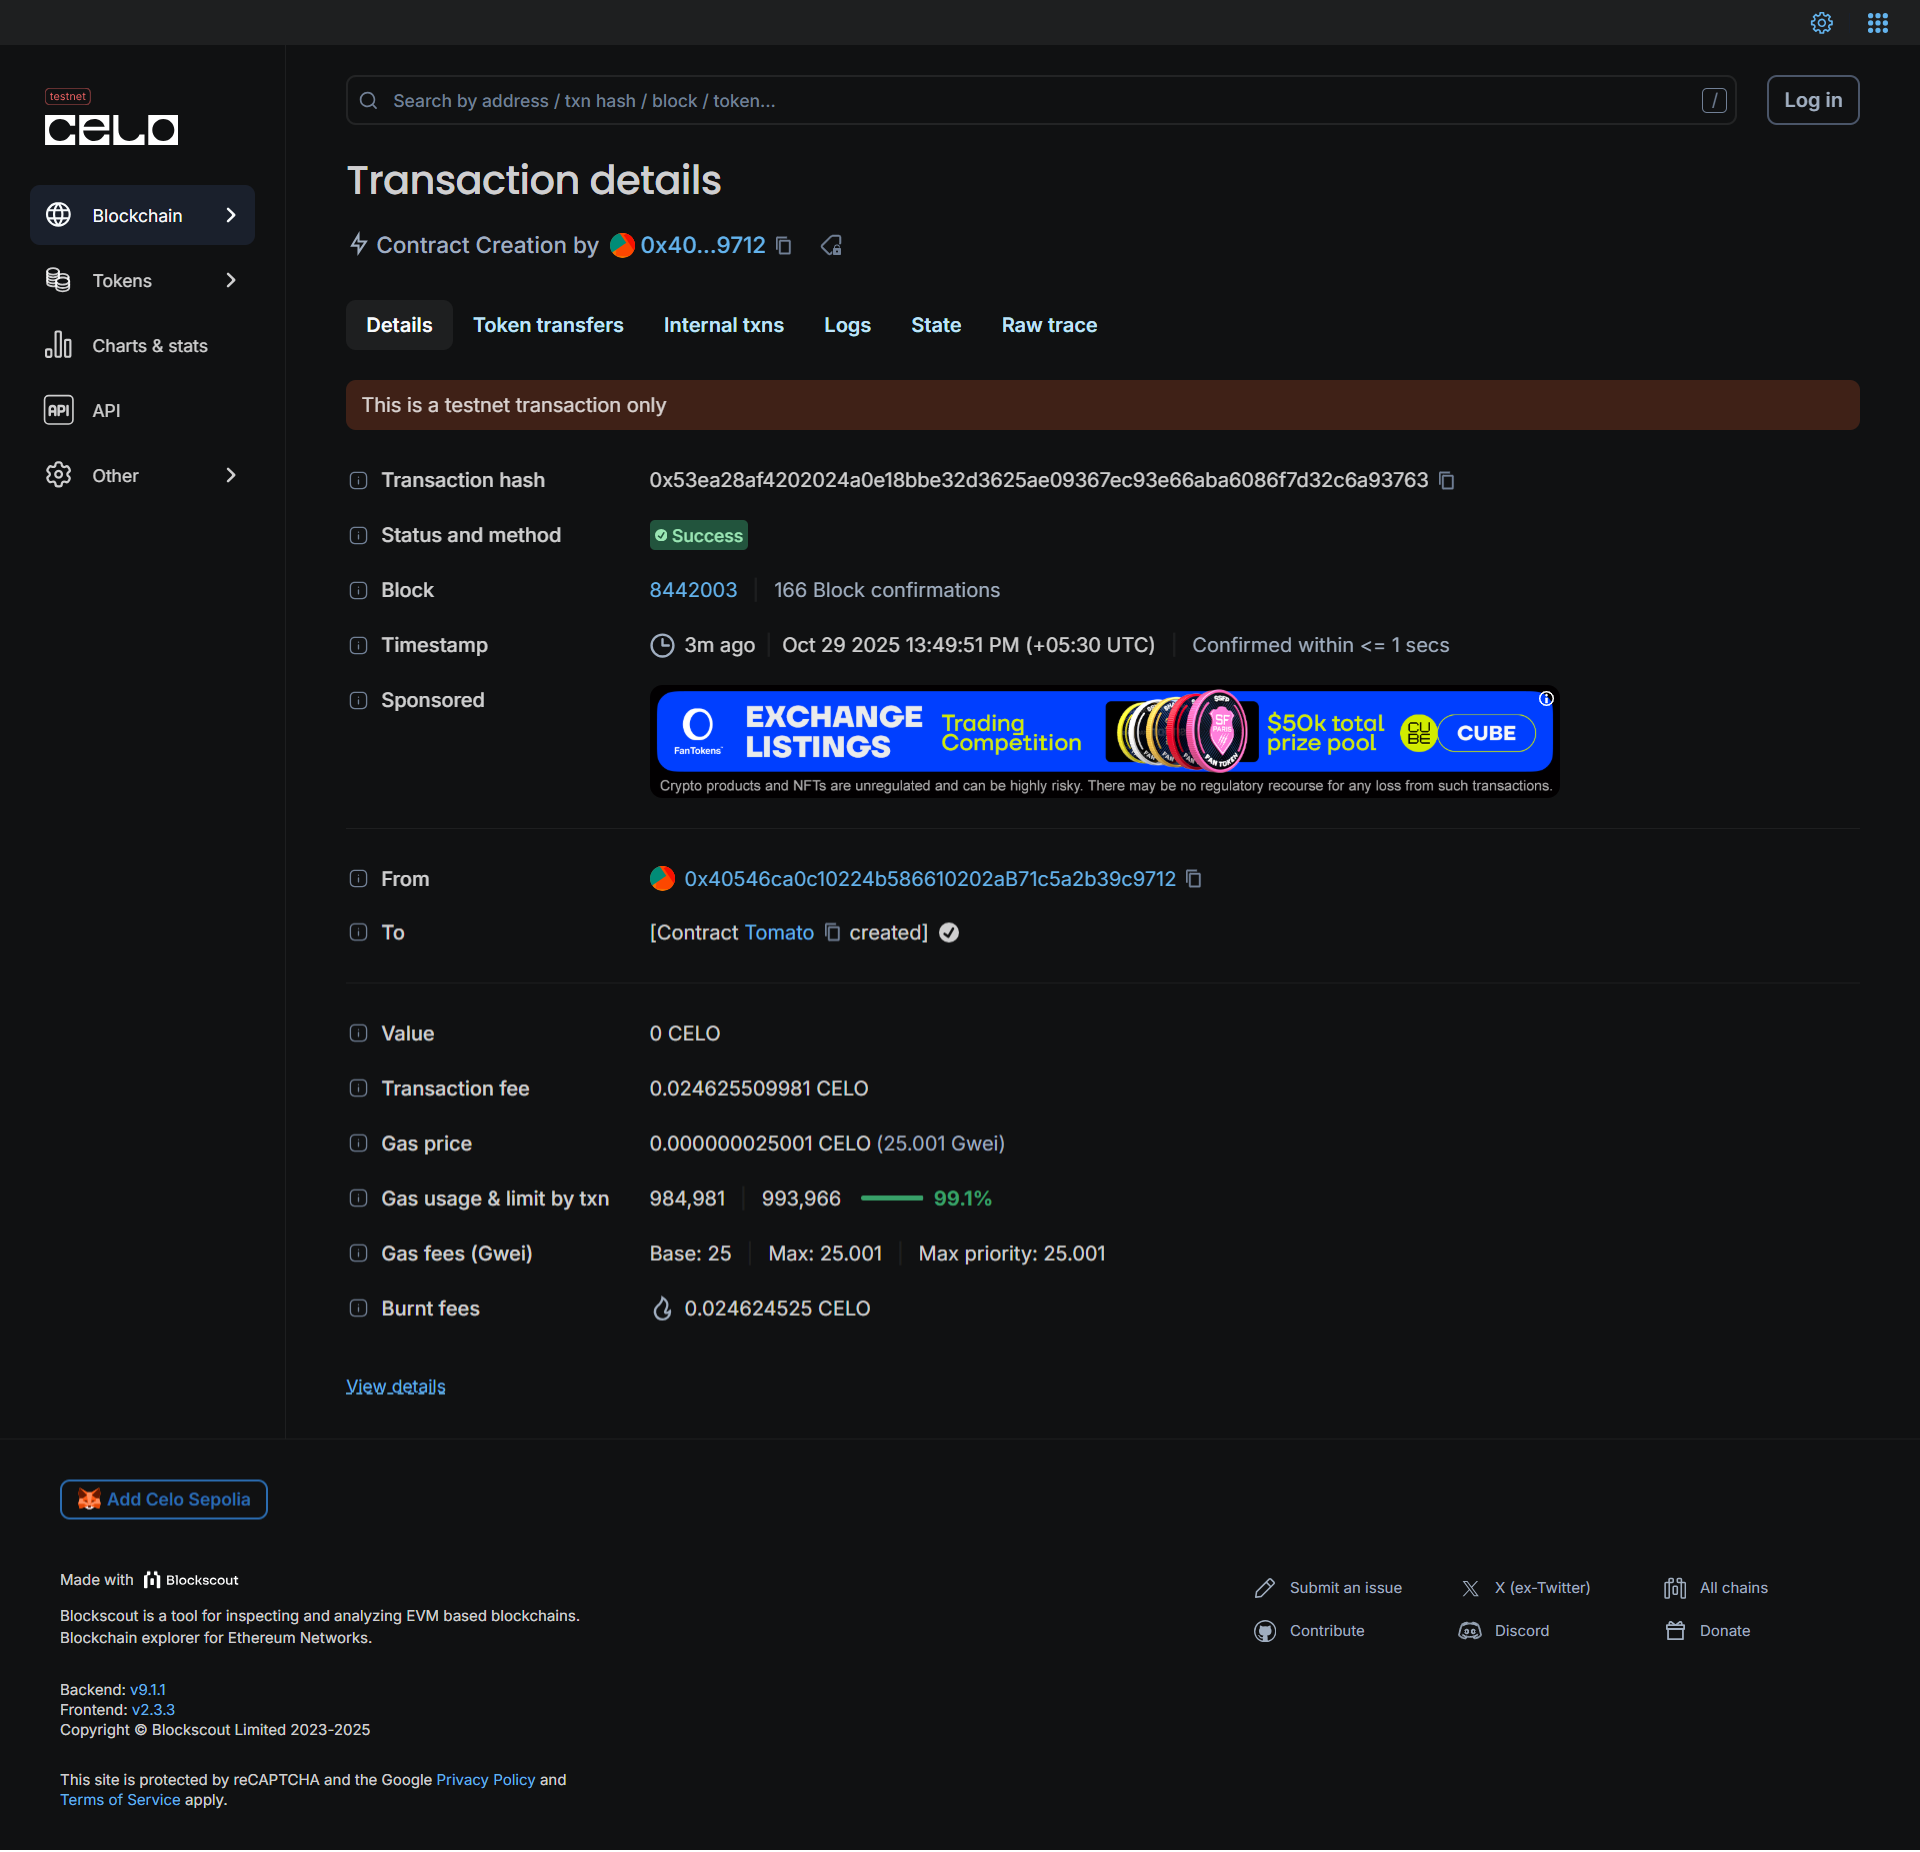 testnet
CELO
Blockchain
Tokens
Charts & stats
API
API
Other
Search by address / txn hash / block / token...
/
Log in
Transaction details
Contract Creation by 0x40...9712
Details
Token transfers
Internal txns
Logs
State
Raw trace
This is a testnet transaction only
Transaction hash
0x53ea28af4202024a0e18bbe32d3625ae09367ec93e66aba6086f7d32c6a93763
Status and method
Success
Block
8442003
166 Block confirmations
Timestamp
3m ago
Oct 29 2025 13:49:51 PM (+05:30 UTC)
Confirmed within <= 1 secs
Sponsored
FanTokens
EXCHANGE
LISTINGS
Trading
Competition
SSFP
SF
PARIS
FAN TOKEN
$50k total
prize pool
CU
BE
CUBE
Crypto products and NFTs are unregulated and can be highly risky. There may be no regulatory recourse for any loss from such transactions.
From
0x40546ca0c10224b586610202aB71c5a2b39c9712
To
[Contract Tomato created]
Value
0 CELO
Transaction fee
0.024625509981 CELO
Gas price
0.000000025001 CELO (25.001 Gwei)
Gas usage & limit by txn
984,981
993,966
99.1%
Gas fees (Gwei)
Base: 25
Max: 25.001
Max priority: 25.001
Burnt fees
0.024624525 CELO
View details
Add Celo Sepolia
Made with Blockscout
Blockscout is a tool for inspecting and analyzing EVM based blockchains.
Blockchain explorer for Ethereum Networks.
Backend: v9.1.1
Frontend: v2.3.3
Copyright © Blockscout Limited 2023-2025
This site is protected by reCAPTCHA and the Google Privacy Policy and
Terms of Service apply.
Submit an issue
X (ex-Twitter)
All chains
Contribute
Discord
Donate